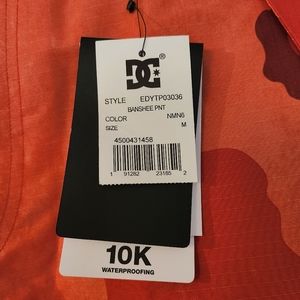 DC®
STYLE EDYTP03036
BANSHEE PNT
COLOR NMN6
SIZE M
4500431458
1 91282 23185 2
10K
WATERPROOFING